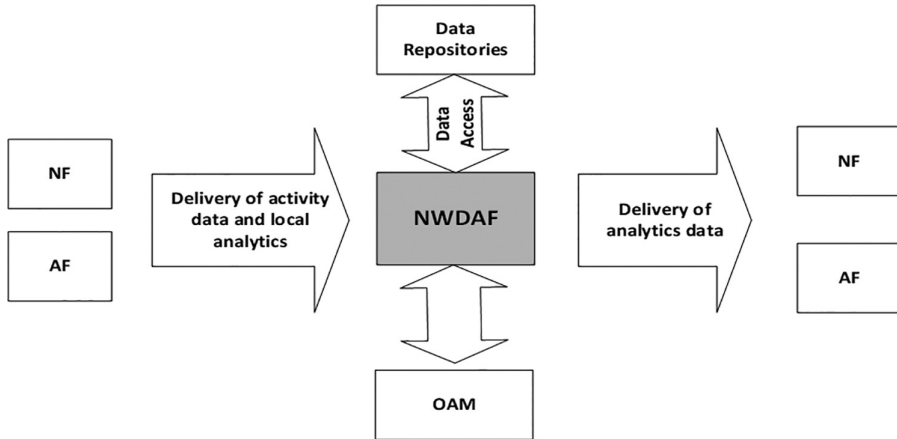 Data
Repositories
Data
Access
NF
AF
Delivery of activity
data and local
analytics
NWDAF
Delivery of
analytics data
NF
AF
OAM